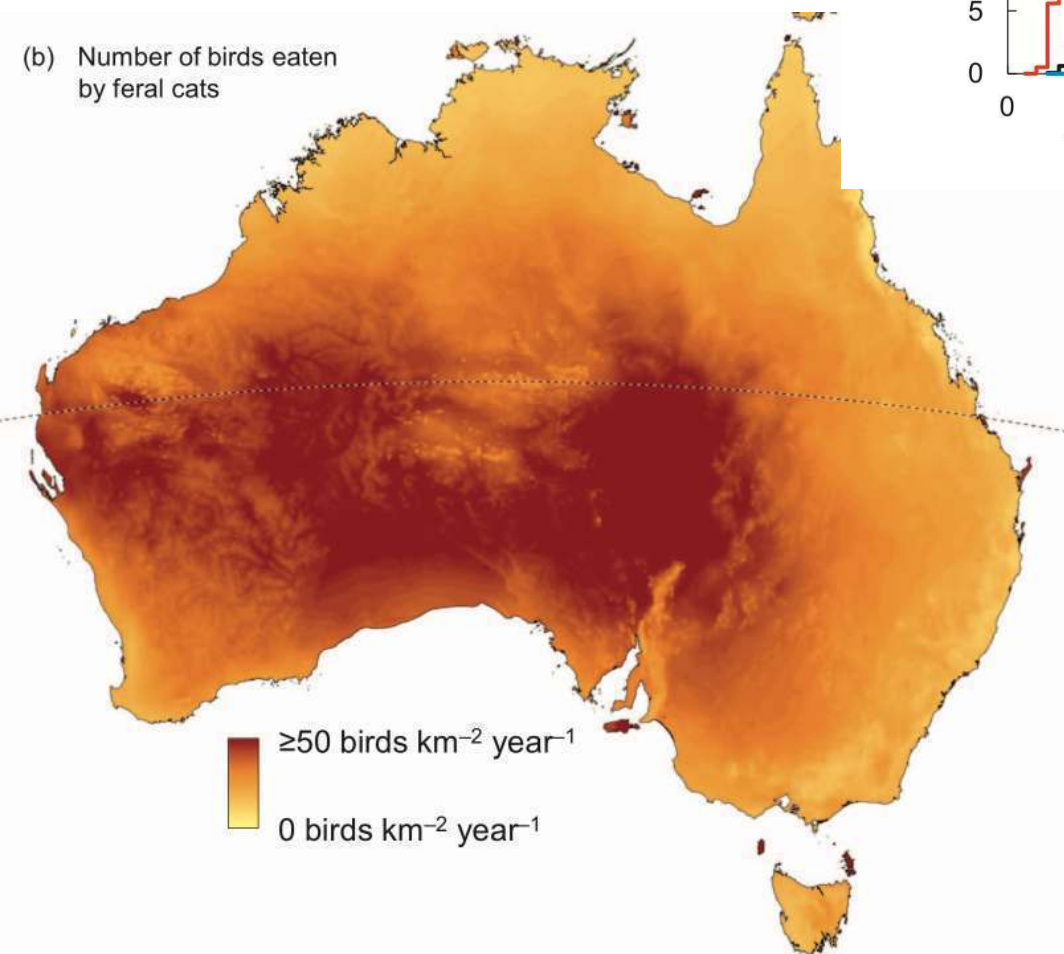 5
0
0
(b) Number of birds eaten
by feral cats
≥50 birds km⁻² year⁻¹
0 birds km⁻² year⁻¹